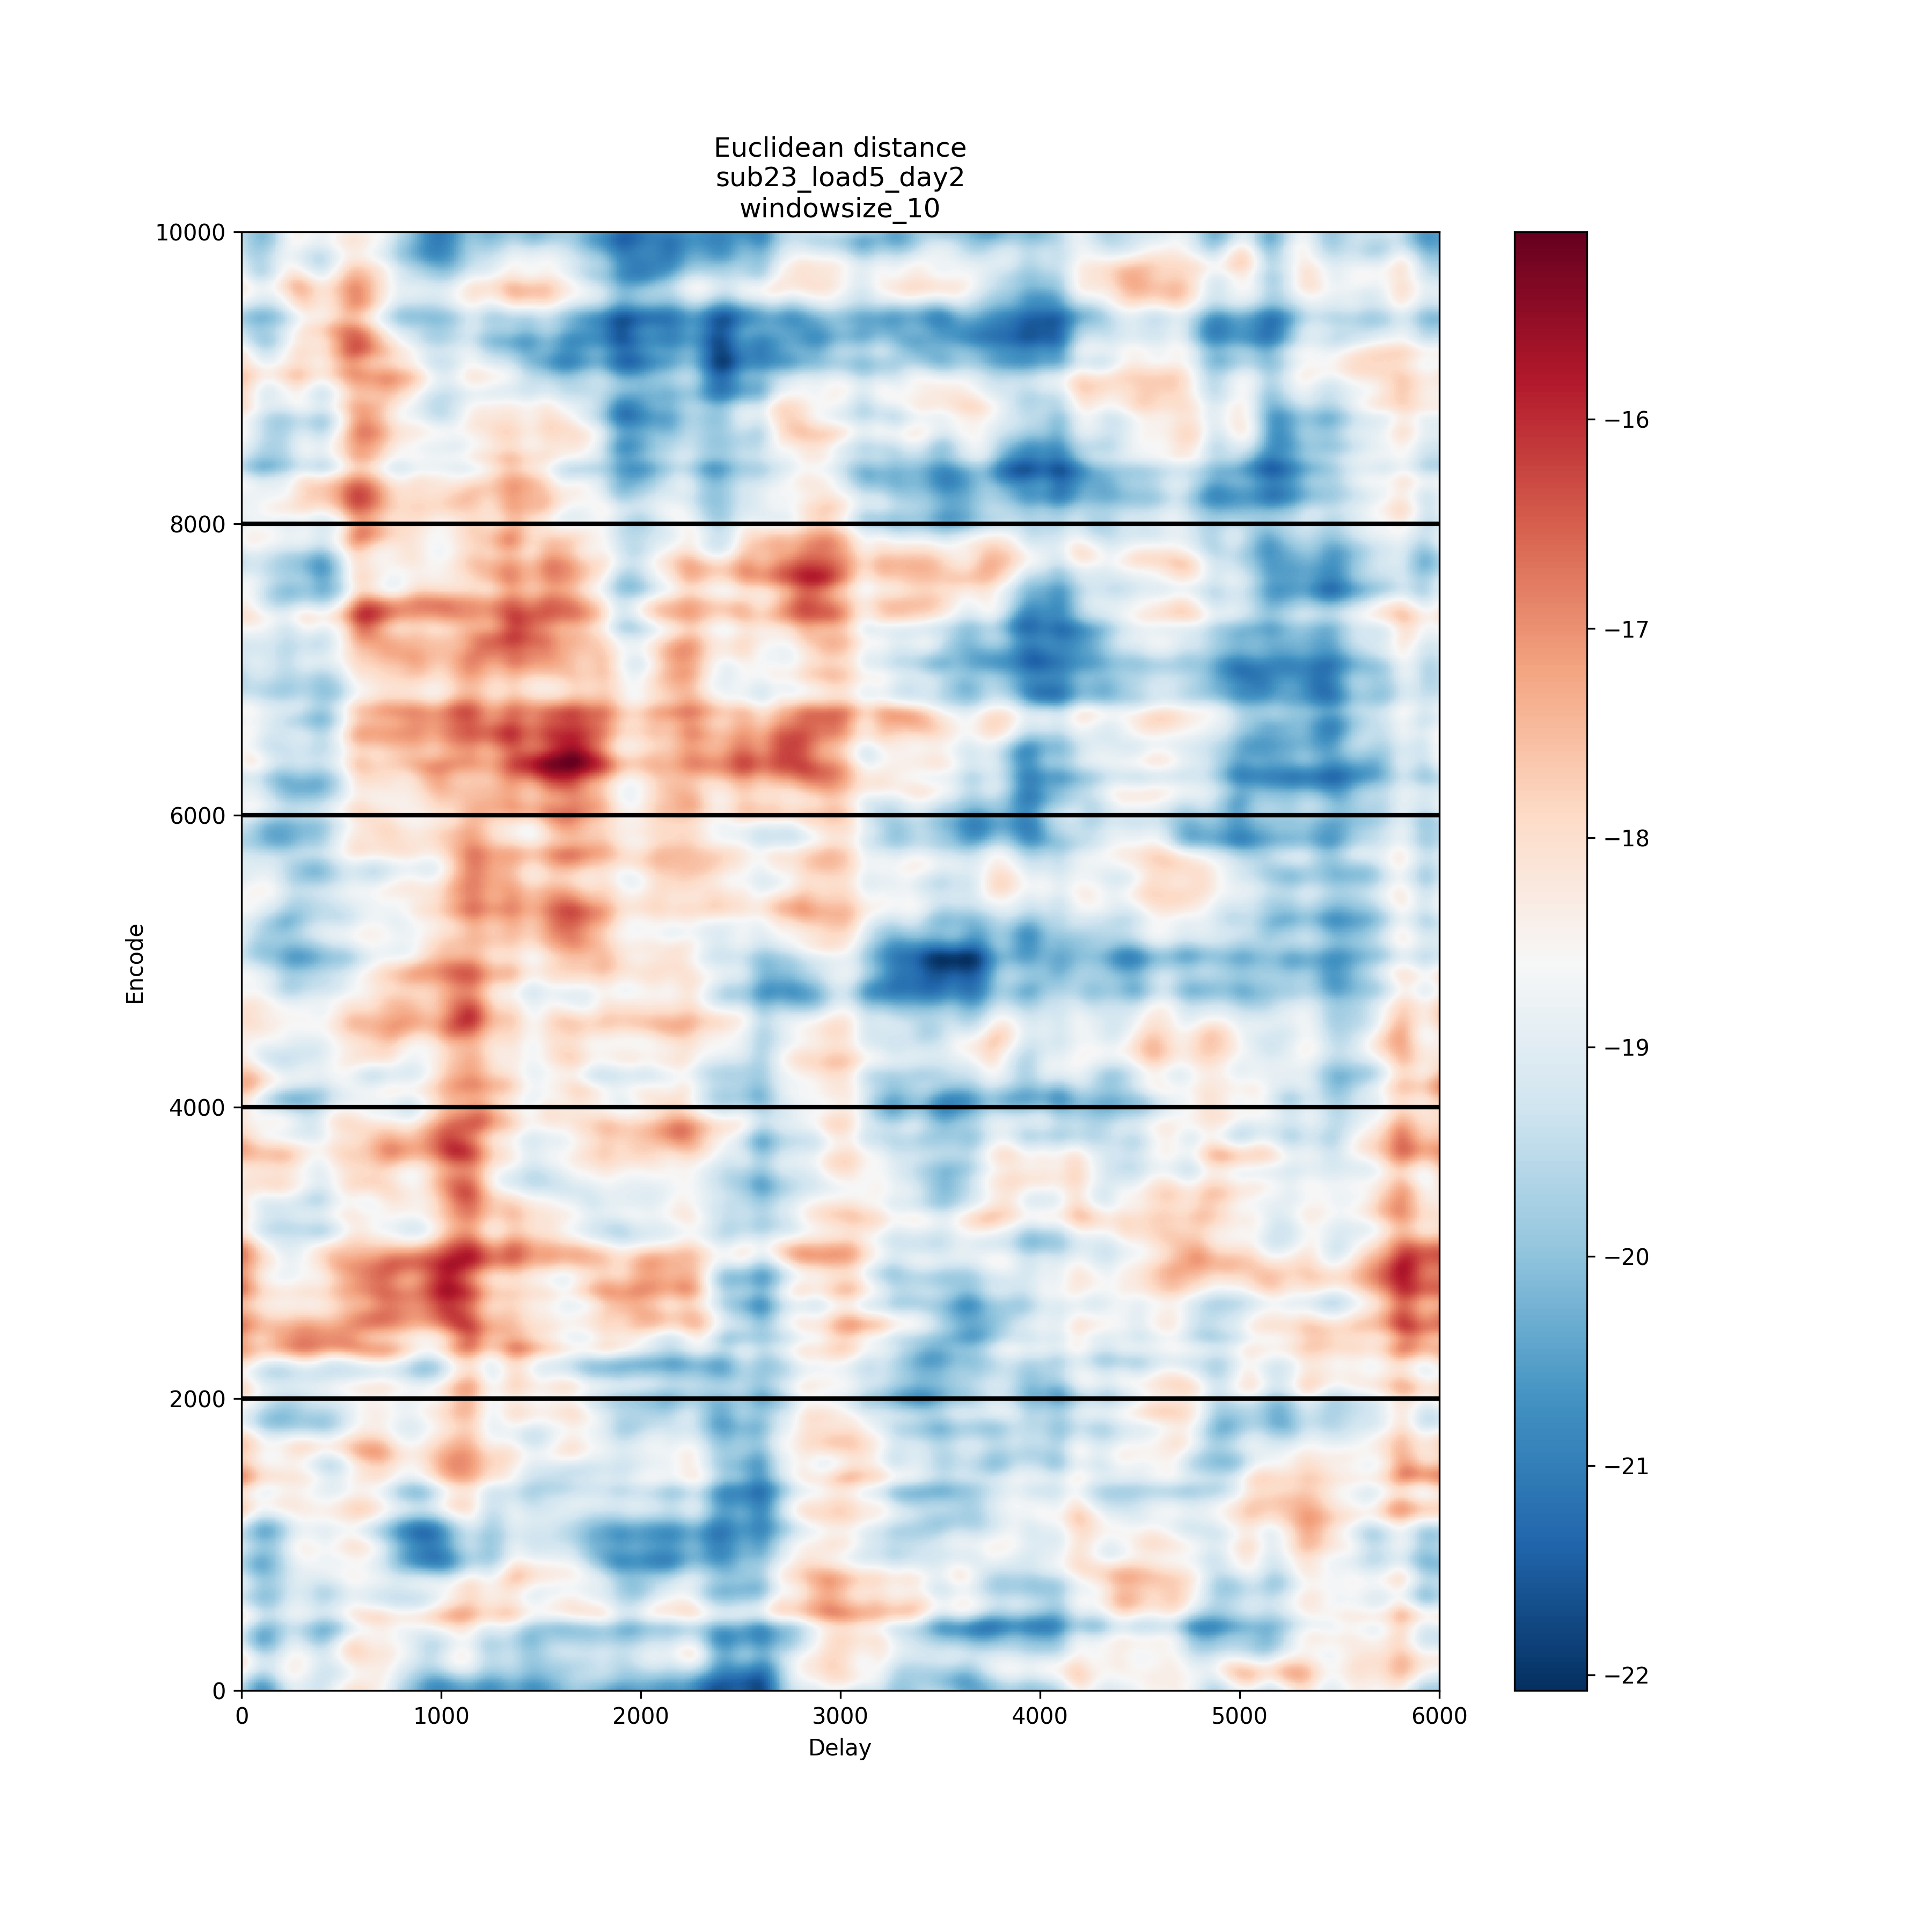 Euclidean distance
sub23_load5_day2
windowsize_10
10000
8000
6000
4000
2000
0
Encode
0 1000 2000 3000 4000 5000 6000
Delay
−16
−17
−18
−19
−20
−21
−22